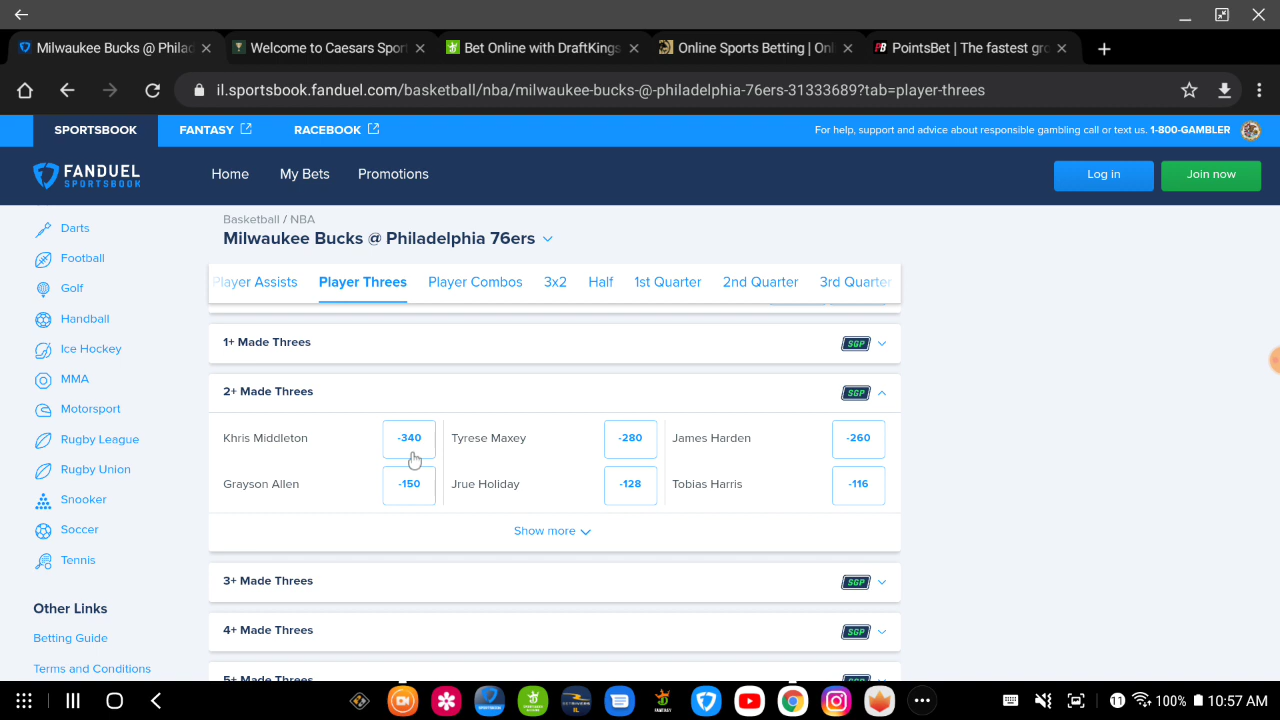 Milwaukee Bucks @ Philad
Welcome to Caesars Sport
Bet Online with DraftKings
Online Sports Betting | Onl
PointsBet | The fastest gro
il.sportsbook.fanduel.com/basketball/nba/milwaukee-bucks-@-philadelphia-76ers-31333689?tab=player-threes
SPORTSBOOK FANTASY RACEBOOK For help, support and advice about responsible gambling call or text us. 1-800-GAMBLER
FANDUEL
SPORTSBOOK
Home My Bets Promotions Log in Join now
Darts
Football
Golf
Handball
Ice Hockey
MMA
Motorsport
Rugby League
Rugby Union
Snooker
Soccer
Tennis
Other Links
Betting Guide
Terms and Conditions
Basketball / NBA
Milwaukee Bucks @ Philadelphia 76ers
Player Assists Player Threes Player Combos 3x2 Half 1st Quarter 2nd Quarter 3rd Quarter
1+ Made Threes SGP
2+ Made Threes SGP
Khris Middleton -340 Tyrese Maxey -280 James Harden -260
Grayson Allen -150 Jrue Holiday -128 Tobias Harris -116
Show more
3+ Made Threes SGP
4+ Made Threes SGP
5+ Made Threes
11 100% 10:57 AM